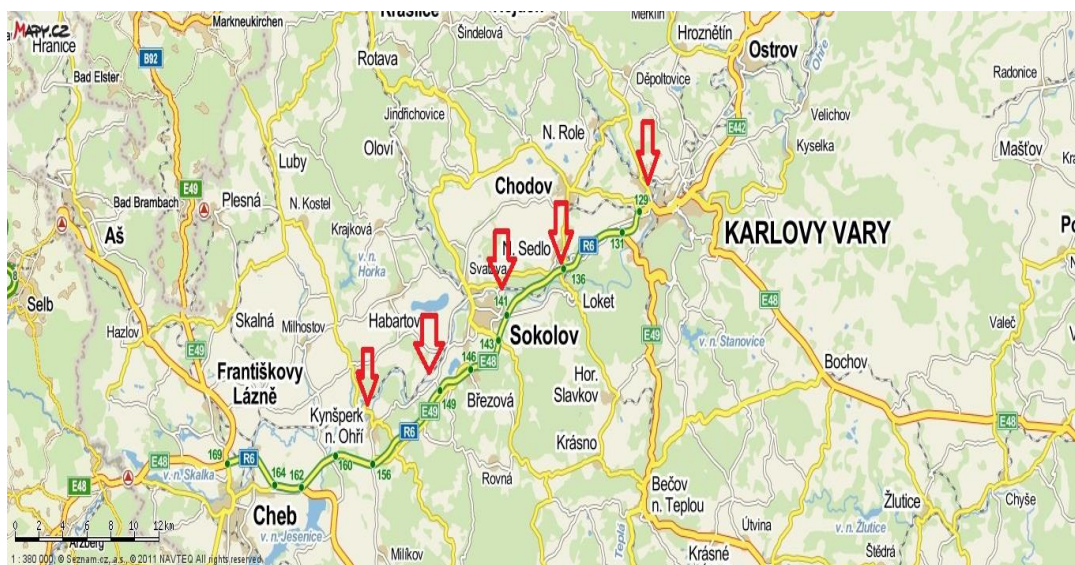 MAPY.CZ
Hranice
Markneukirchen
Kraslice
Nejdek
Merklín
Bad Elster
B92
Šindelová
Hroznětín
Ostrov
Ohře
Rotava
Děpoltovice
Radonice
Jindřichovice
N. Role
E442
Velichov
Luby
Oloví
Kyselka
Mašťov
Bad Brambach
E49
Plesná
Chodov
129
Aš
N. Kostel
Krajková
N. Sedlo
R6
131
KARLOVY VARY
v. n. Horka
Svatava
136
Selb
141
Loket
E48
Skalná
Milhostov
Habartov
Sokolov
E49
v. n. Stanovice
Valeč
Hazlov
E49
143
Bochov
Františkovy
Lázně
146
E48
Hor.
Slavkov
E48
Kynšperk
n. Ohří
E49
149
Březová
R6
Krásno
169
R6
160
156
E48
v. n. Skalka
164
162
Rovná
Bečov
n. Teplou
E48
Žlutice
Chyše
Cheb
Teplá
Útvina
v. n. Žlutice
0 2 4 6 8 10 12km
Arzberg
v. n. Jesenice
Milíkov
Krásné
Štědrá
1 : 380 000, © Seznam.cz, a.s., © 2011 NAVTEQ All rights reserved